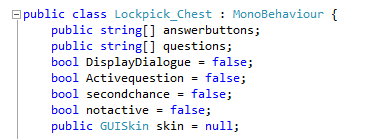 public class Lockpick_Chest : MonoBehaviour {
public string[] answerbuttons;
public string[] questions;
bool DisplayDialogue = false;
bool Activequestion = false;
bool secondchance = false;
bool notactive = false;
public GUISkin skin = null;